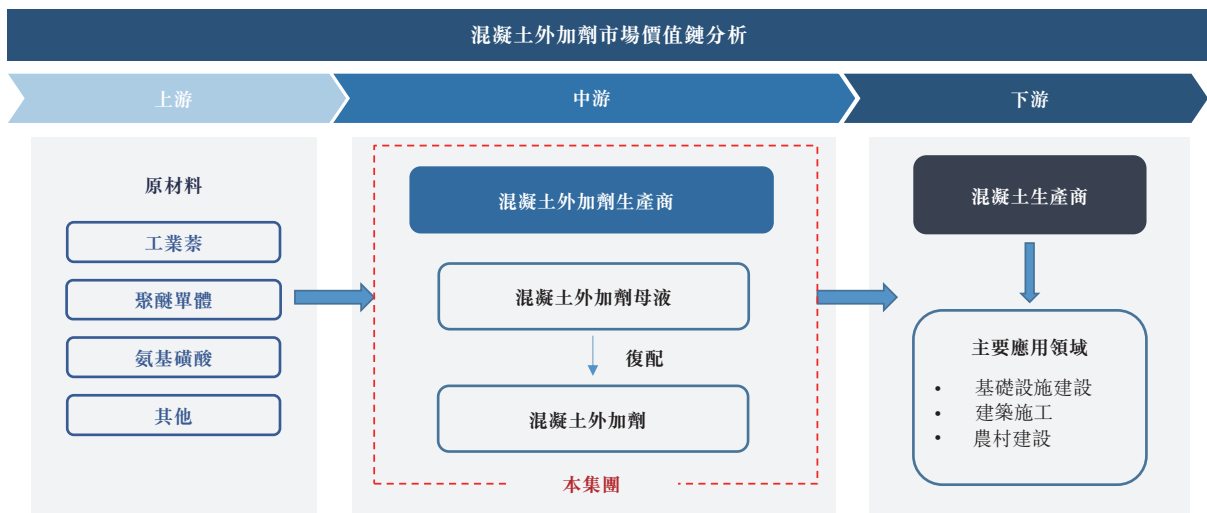 混凝土外加劑市場價值鏈分析
上游
中游
下游
原材料
工業萘
聚醚單體
氨基磺酸
其他
混凝土外加劑生產商
混凝土外加劑母液
復配
混凝土外加劑
本集團
混凝土生產商
主要應用領域
• 基礎設施建設
• 建築施工
• 農村建設